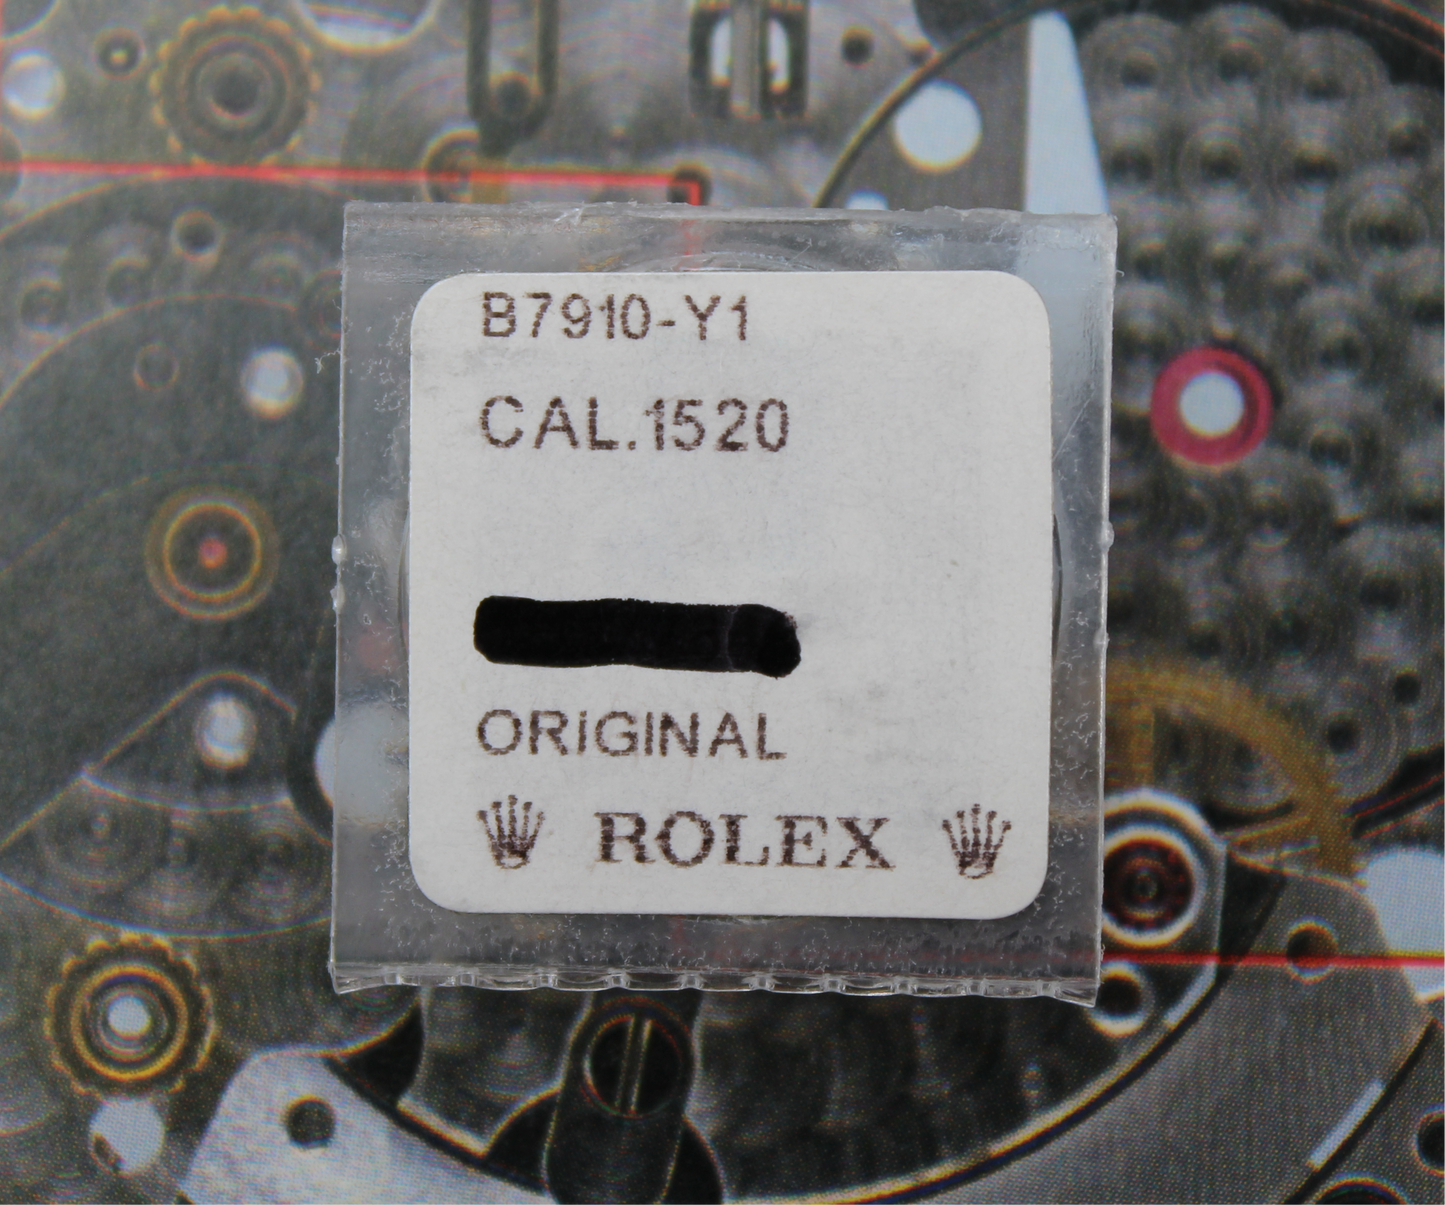 B7910-Y1
CAL.1520
ORIGINAL
ROLEX